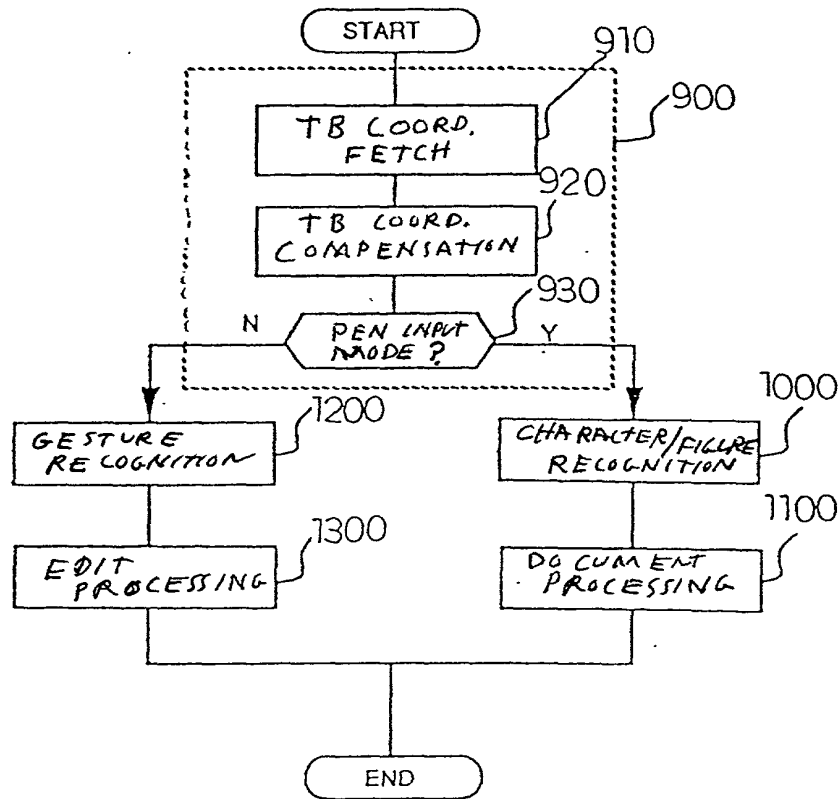 START
910
900
TB COORD.
FETCH
920
TB COORD.
COMPENSATION
930
N
PEN INPUT
MODE?
Y
1200
1000
GESTURE
RECOGNITION
CHARACTER/FIGURE
RECOGNITION
1300
1100
EDIT
PROCESSING
DOCUMENT
PROCESSING
END